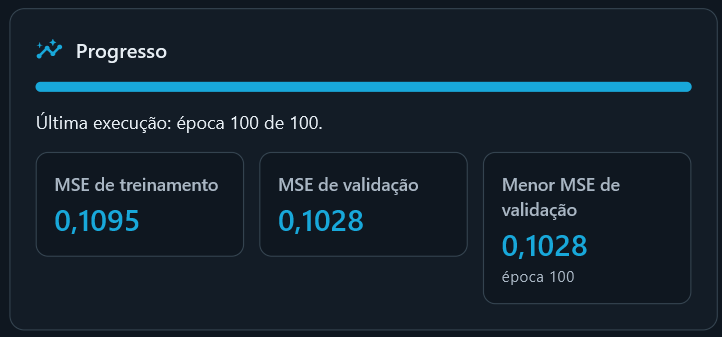 Progresso
Última execução: época 100 de 100.
MSE de treinamento
0,1095
MSE de validação
0,1028
Menor MSE de
validação
0,1028
época 100